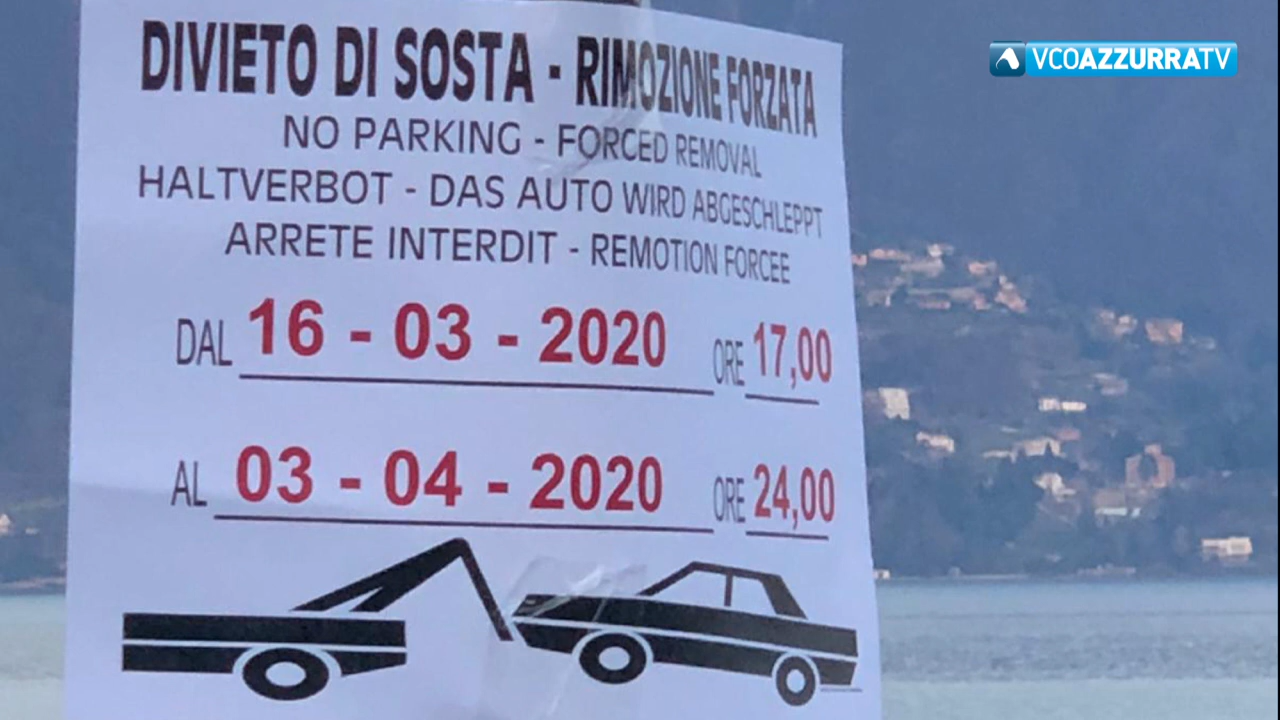 VCOAZZURRATV
DIVIETO DI SOSTA - RIMOZIONE FORZATA
NO PARKING - FORCED REMOVAL
HALTVERBOT - DAS AUTO WIRD ABGESCHLEPPT
ARRETE INTERDIT - REMOTION FORCEE
DAL 16 - 03 - 2020 ORE 17,00
AL 03 - 04 - 2020 ORE 24,00